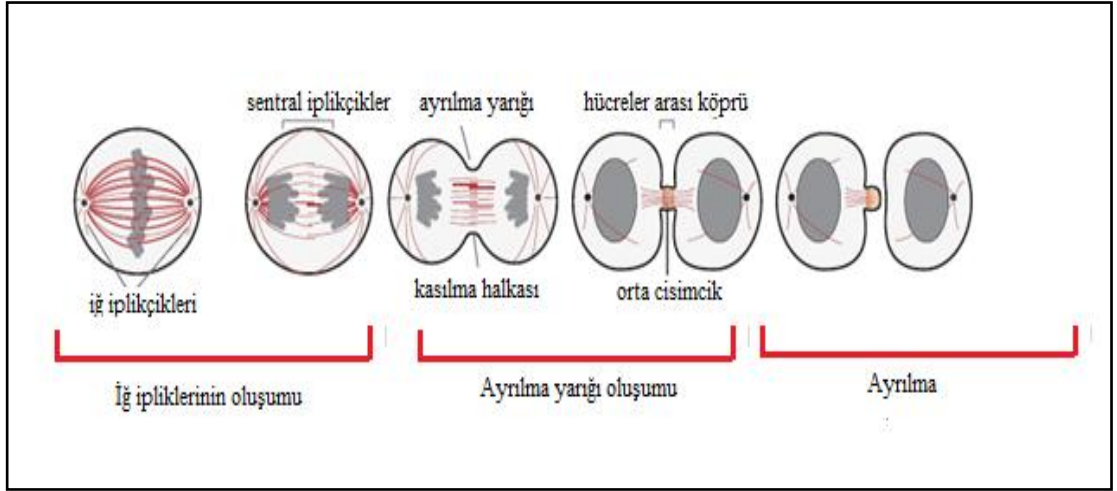 sentral iplikçikler
ayrılma yarığı
hücreler arası köprü
iğ iplikçikleri
kasılma halkası
orta cisimcik
İğ ipliklerinin oluşumu
Ayrılma yarığı oluşumu
Ayrılma